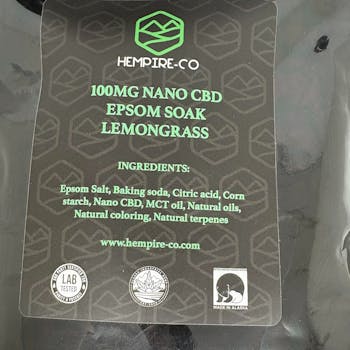 HEMPIRE-CO
100MG NANO CBD
EPSOM SOAK
LEMONGRASS
INGREDIENTS:
Epsom Salt, Baking soda, Citric acid, Corn
starch, Nano CBD, MCT oil, Natural oils,
Natural coloring, Natural terpenes
www.hempire-co.com
LAB
TESTED
MADE IN ALASKA